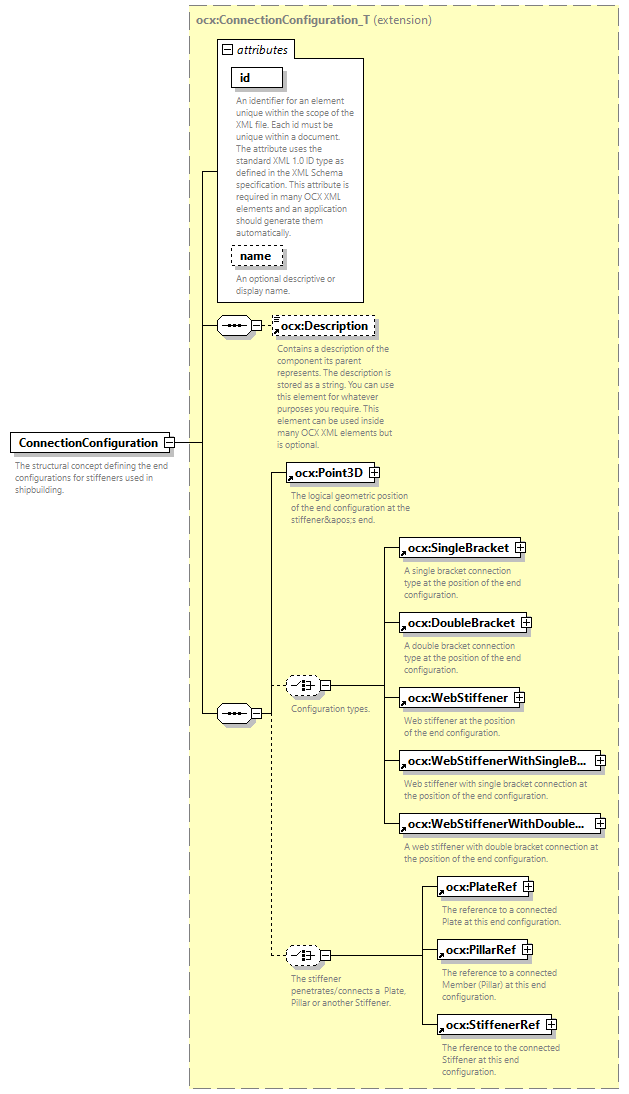 ocx:ConnectionConfiguration_T (extension)
attributes
id
An identifier for an element
unique within the scope of the
XML file. Each id must be
unique within a document.
The attribute uses the
standard XML 1.0 ID type as
defined in the XML Schema
specification. This attribute is
required in many OCX XML
elements and an application
should generate them
automatically.
name
An optional descriptive or
display name.
ocx:Description
Contains a description of the
component its parent
represents. The description is
stored as a string. You can use
this element for whatever
purposes you require. This
element can be used inside
many OCX XML elements but
is optional.
ConnectionConfiguration
The structural concept defining the end
configurations for stiffeners used in
shipbuilding.
ocx:Point3D
The logical geometric position
of the end configuration at the
stiffener&apos;s end.
ocx:SingleBracket
A single bracket connection
type at the position of the end
configuration.
ocx:DoubleBracket
A double bracket connection
type at the position of the end
configuration.
Configuration types.
ocx:WebStiffener
Web stiffener at the position
of the end configuration.
ocx:WebStiffenerWithSingleB...
Web stiffener with single bracket connection at
the position of the end configuration.
ocx:WebStiffenerWithDouble...
A web stiffener with double bracket connection at
the position of the end configuration.
ocx:PlateRef
The reference to a connected
Plate at this end configuration.
The stiffener
penetrates/connects a  Plate,
Pillar or another Stiffener.
ocx:PillarRef
The reference to a connected
Member (Pillar) at this end
configuration.
ocx:StiffenerRef
The rference to the connected
Stiffener at this end
configuration.